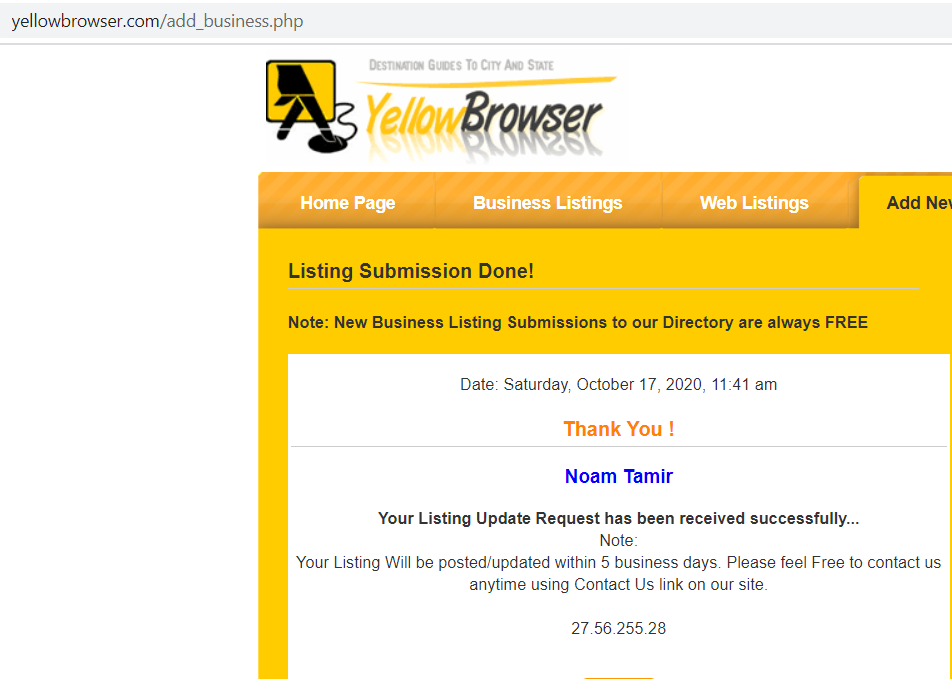 yellowbrowser.com/add_business.php
Destination Guides To City And State
YellowBrowser
Home Page Business Listings Web Listings Add New
Listing Submission Done!
Note: New Business Listing Submissions to our Directory are always FREE
Date: Saturday, October 17, 2020, 11:41 am
Thank You !
Noam Tamir
Your Listing Update Request has been received successfully...
Note:
Your Listing Will be posted/updated within 5 business days. Please feel Free to contact us
anytime using Contact Us link on our site.
27.56.255.28